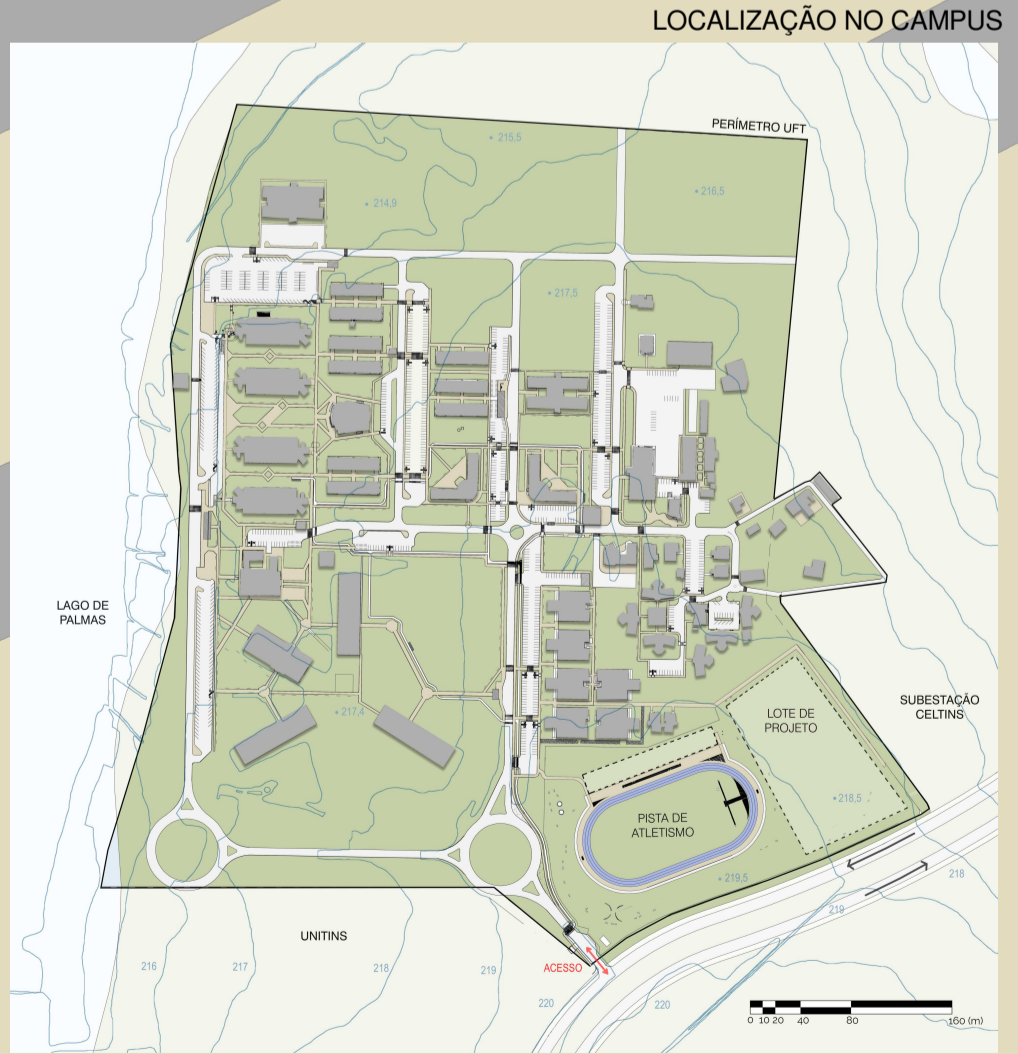 LOCALIZAÇÃO NO CAMPUS
PERÍMETRO UFT
215,5
216,5
214,9
217,5
LAGO DE
PALMAS
SUBESTAÇÃO
CELTINS
LOTE DE
PROJETO
217,4
218,5
PISTA DE
ATLETISMO
219,5
218
219
UNITINS
216
217
218
219
ACESSO
220
220
0 10 20 40 80 160 (m)